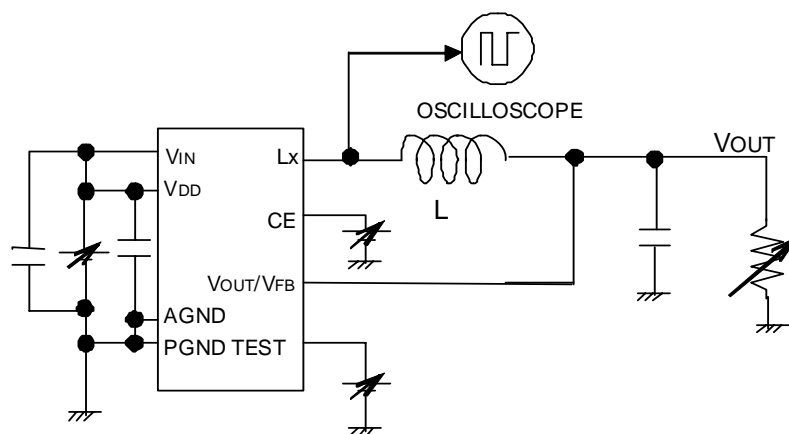 OSCILLOSCOPE
VIN
LX
VOUT
VDD
L
CE
VOUT/VFB
AGND
PGND TEST